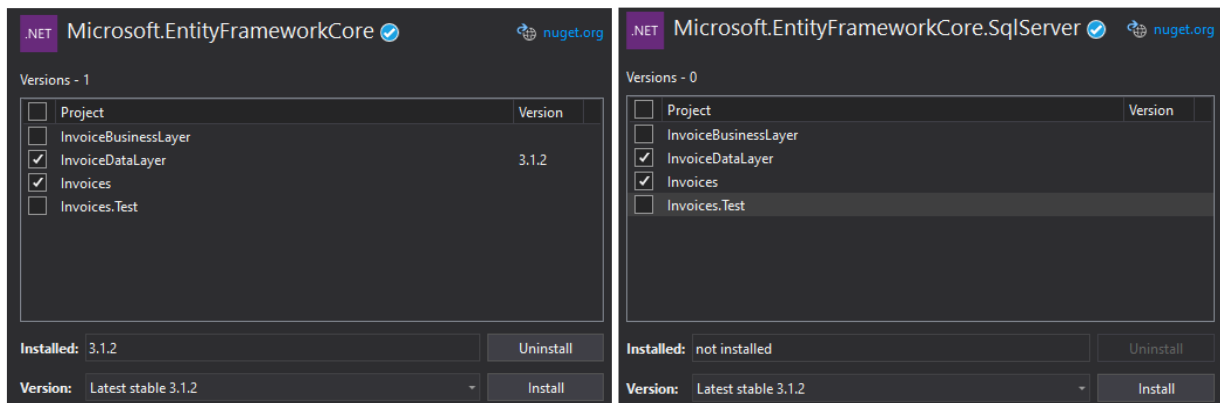 .NET Microsoft.EntityFrameworkCore nuget.org
Versions - 1
Project Version
InvoiceBusinessLayer
InvoiceDataLayer 3.1.2
Invoices
Invoices.Test
Installed: 3.1.2 Uninstall
Version: Latest stable 3.1.2 Install
.NET Microsoft.EntityFrameworkCore.SqlServer nuget.org
Versions - 0
Project Version
InvoiceBusinessLayer
InvoiceDataLayer
Invoices
Invoices.Test
Installed: not installed Uninstall
Version: Latest stable 3.1.2 Install